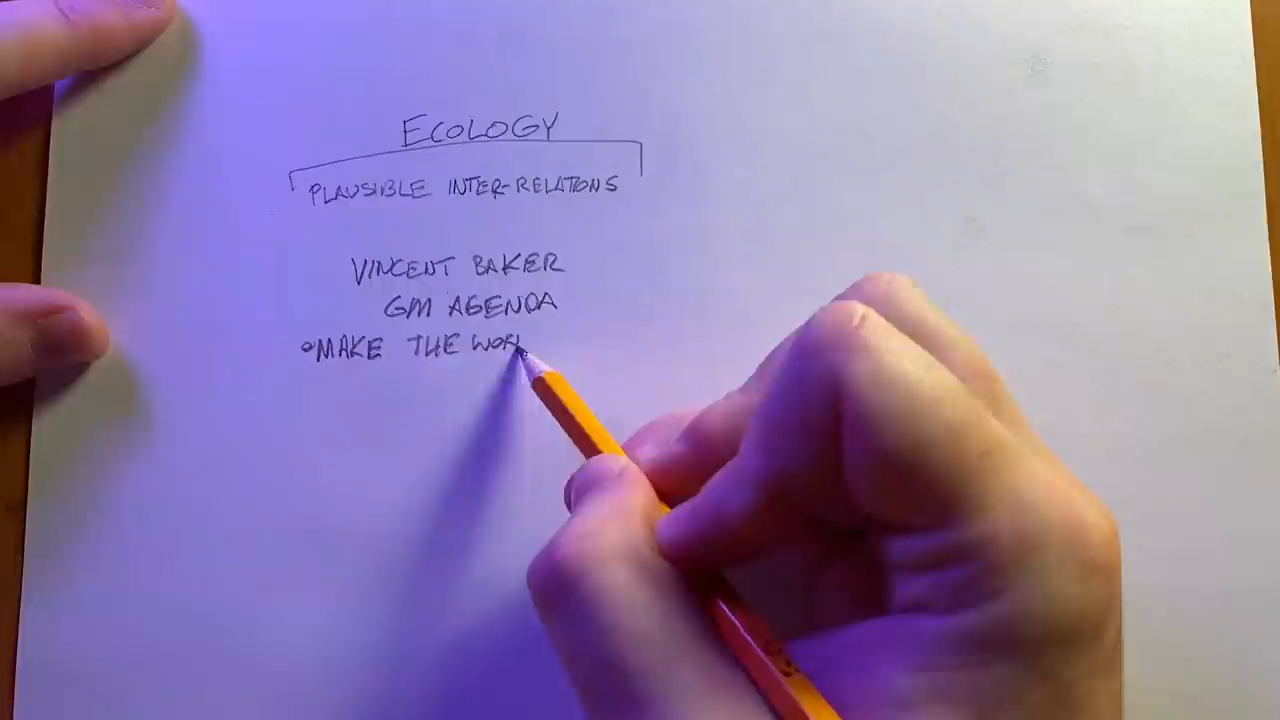 ECOLOGY
PLAUSIBLE INTER-RELATIONS
VINCENT BAKER
GM AGENDA
MAKE THE